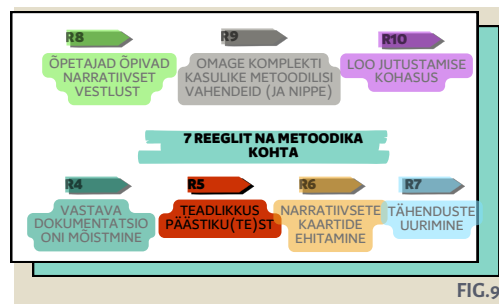 R8
ÕPETAJAD ÕPIVAD
NARRATIIVSET
VESTLUST
R9
OMAGE KOMPLEKTI
KASULIKE METOODILISI
VAHENDEID (JA NIPPE)
R10
LOO JUTUSTAMISE
KOHASUS
7 REEGLIT NA METOODIKA
KOHTA
R4
VASTAVA
DOKUMENTATSIO
ONI MÕISTMINE
R5
TEADLIKKUS
PÄÄSTIKU(TE)ST
R6
NARRATIIVSETE
KAARTIDE
EHITAMINE
R7
TÄHENDUSTE
UURIMINE
FIG.9